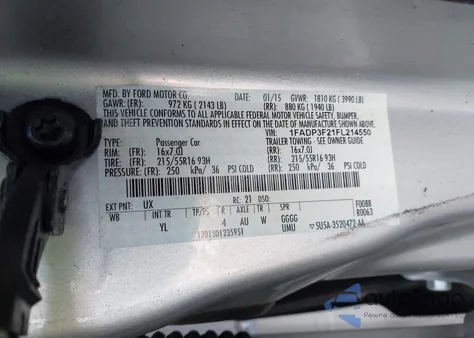 MFD. BY FORD MOTOR CO. DATE: 01/15 GVWR: 1810 KG (3990 LB)
GAWR: (FR) 972 KG (2143 LB) (RR) 880 KG (1940 LB)
THIS VEHICLE CONFORMS TO ALL APPLICABLE FEDERAL MOTOR VEHICLE SAFETY, BUMPER,
AND THEFT PREVENTION STANDARDS IN EFFECT ON THE DATE OF MANUFACTURE SHOWN ABOVE.
VIN: 1FADP3F21FL214550
TYPE: Passenger Car TRAILER TOWING - SEE OWNER GUIDE
RIM: (FR) 16x7.0J (RR) 16x7.0J
TIRE: (FR) 215/55R16 93H (RR) 215/55R16 93H
PRESSURE: (FR) 250 kPa/ 36 PSI COLD (RR) 250 kPa/ 36 PSI COLD
EXT PNT: UX RC: 21 DSO: F0088
WB INT TR TP/PS R AXLE TR R0063
YL 4 AU W GGGG
UMU SU5A-3520472-AA